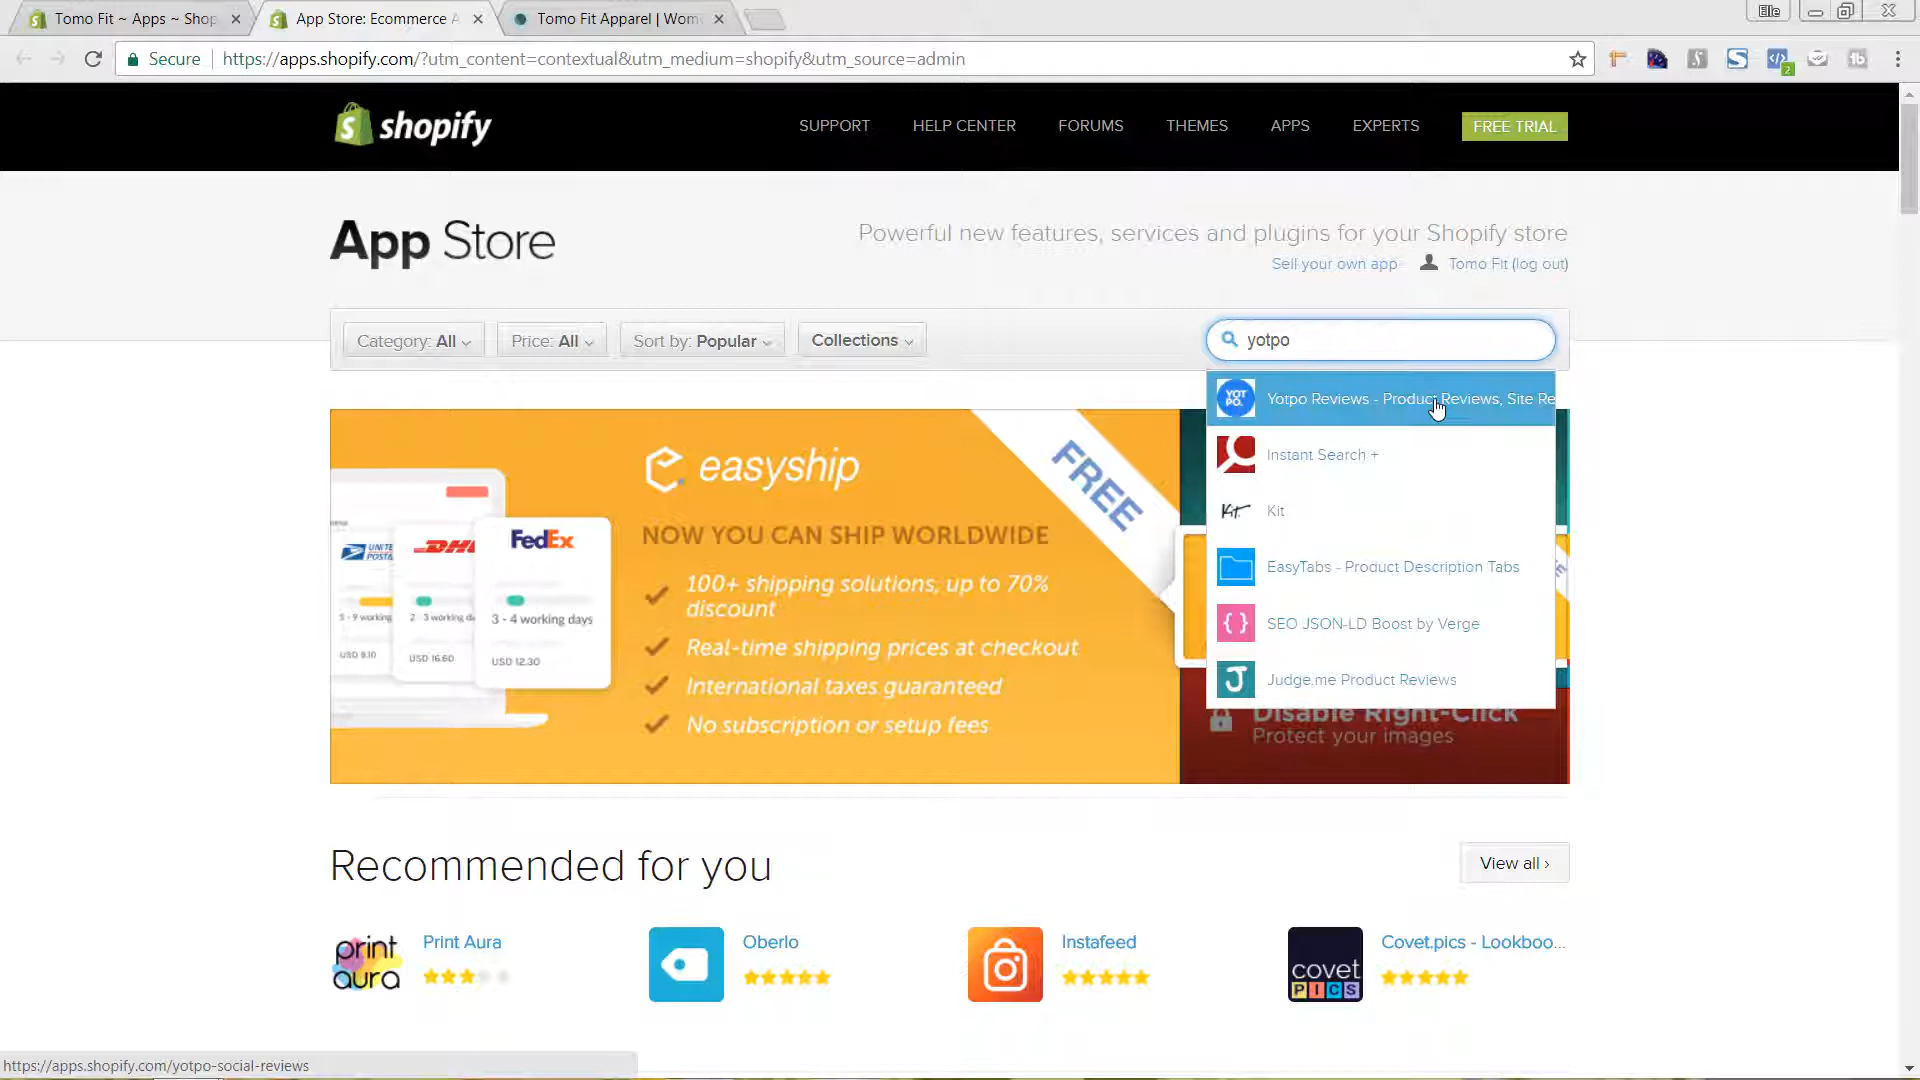 Tomo Fit ~ Apps ~ Shop
App Store: Ecommerce A
Tomo Fit Apparel | Wom
Elle
Secure
https://apps.shopify.com/?utm_content=contextual&utm_medium=shopify&utm_source=admin
2
shopify
SUPPORT
HELP CENTER
FORUMS
THEMES
APPS
EXPERTS
FREE TRIAL
App Store
Powerful new features, services and plugins for your Shopify store
Sell your own app
Tomo Fit (log out)
Category: All
Price: All
Sort by: Popular
Collections
yotpo
YOT
PO.
Yotpo Reviews - Product Reviews, Site Re
Instant Search +
Kit
Kit
EasyTabs - Product Description Tabs
{ } SEO JSON-LD Boost by Verge
J Judge.me Product Reviews
easyship
NOW YOU CAN SHIP WORLDWIDE
100+ shipping solutions, up to 70%
discount
Real-time shipping prices at checkout
International taxes guaranteed
No subscription or setup fees
FREE
UNITE
POSTA
DHL
FedEx
3 - 4 working days
USD 16.60
USD 12.30
Disable Right-Click
Protect your images
Recommended for you
View all ›
print
aura
Print Aura
Oberlo
Instafeed
covet
PICS
Covet.pics - Lookboo...
https://apps.shopify.com/yotpo-social-reviews